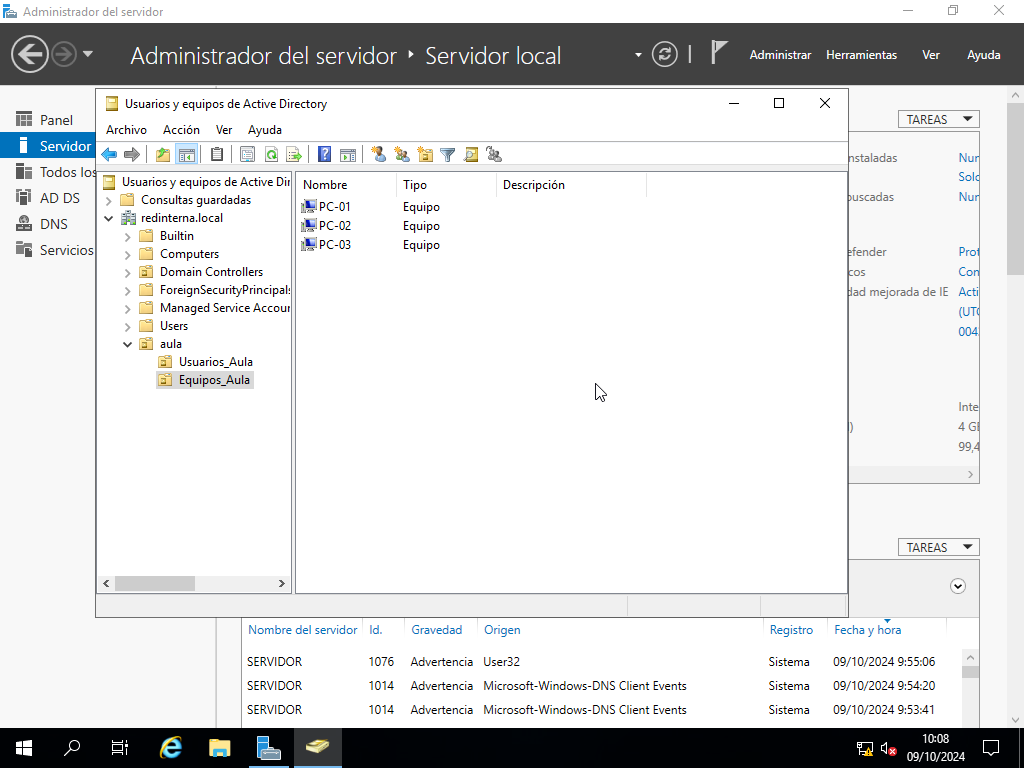 Administrador del servidor
Administrador del servidor ‣ Servidor local
Administrar Herramientas Ver Ayuda
Panel
Servidor
Todos los
AD DS
DNS
Servicios
Usuarios y equipos de Active Directory
Archivo Acción Ver Ayuda
Usuarios y equipos de Active Dir
Consultas guardadas
redinterna.local
Builtin
Computers
Domain Controllers
ForeignSecurityPrincipals
Managed Service Accour
Users
aula
Usuarios_Aula
Equipos_Aula
Nombre Tipo Descripción
PC-01 Equipo
PC-02 Equipo
PC-03 Equipo
TAREAS
nstaladas Nun
Solo
ouscadas Nun
efender Prot
cos Con
dad mejorada de IE Acti
(UTC
004.
Inte
) 4 GI
99,4
TAREAS
Nombre del servidor Id. Gravedad Origen Registro Fecha y hora
SERVIDOR 1076 Advertencia User32 Sistema 09/10/2024 9:55:06
SERVIDOR 1014 Advertencia Microsoft-Windows-DNS Client Events Sistema 09/10/2024 9:54:20
SERVIDOR 1014 Advertencia Microsoft-Windows-DNS Client Events Sistema 09/10/2024 9:53:41
10:08
09/10/2024